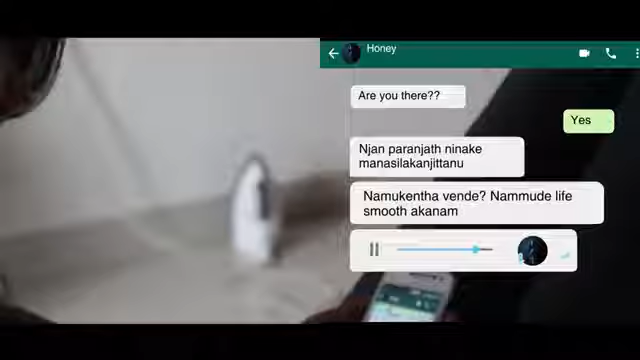 Honey
Are you there??
Yes
Njan paranjath ninake
manasilakanjittanu
Namukentha vende? Nammude life
smooth akanam